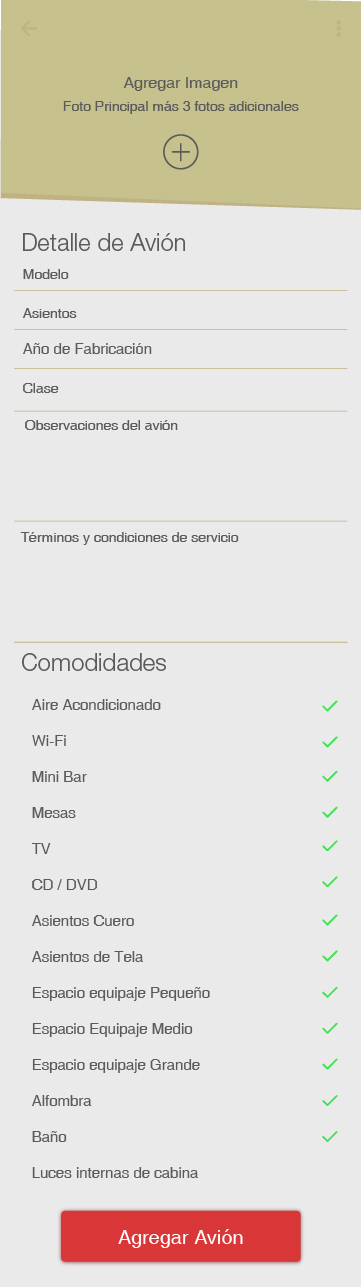 Agregar Imagen
Foto Principal más 3 fotos adicionales
Detalle de Avión
Modelo
Asientos
Año de Fabricación
Clase
Observaciones del avión
Términos y condiciones de servicio
Comodidades
Aire Acondicionado
Wi-Fi
Mini Bar
Mesas
TV
CD / DVD
Asientos Cuero
Asientos de Tela
Espacio equipaje Pequeño
Espacio Equipaje Medio
Espacio equipaje Grande
Alfombra
Baño
Luces internas de cabina
Agregar Avión